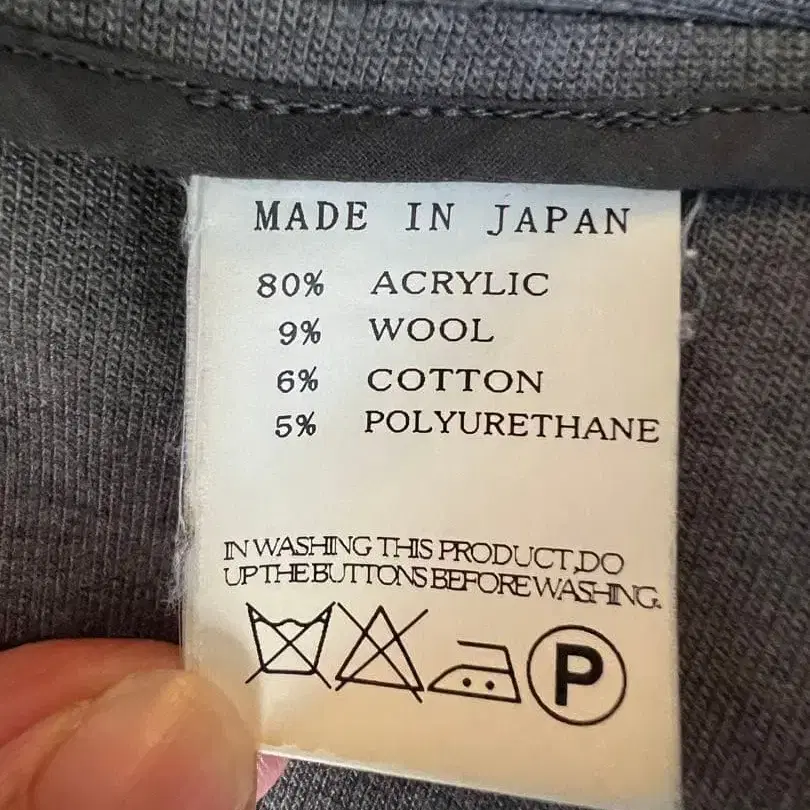 MADE IN JAPAN
80% ACRYLIC
9% WOOL
6% COTTON
5% POLYURETHANE
IN WASHING THIS PRODUCT,DO
UP THE BUTTONS BEFORE WASHING.
P